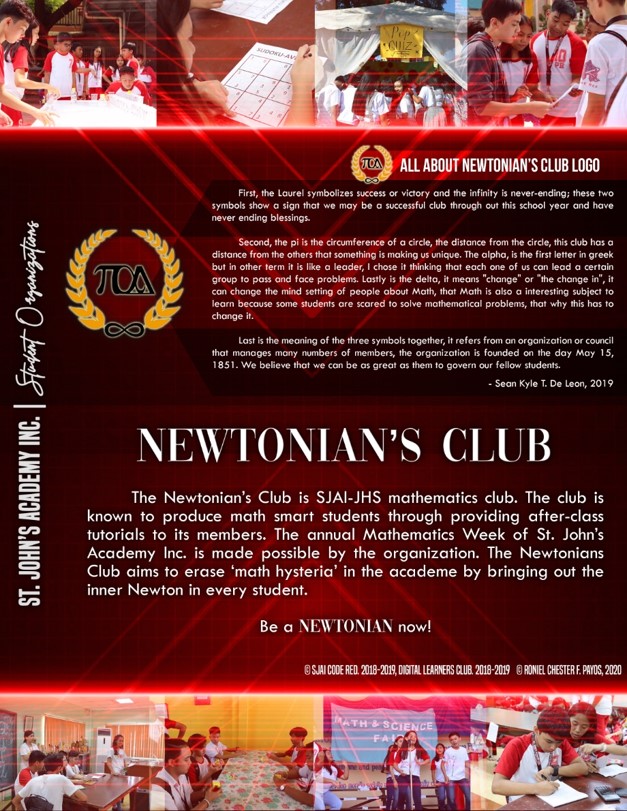 SUDOKU-AVE
Pop
QUIZ
ALL ABOUT NEWTONIAN'S CLUB LOGO
First, the Laurel symbolizes success or victory and the infinity is never-ending; these two
symbols show a sign that we may be a successful club through out this school year and have
never ending blessings.
Second, the pi is the circumference of a circle, the distance from the circle, this club has a
distance from the others that something is making us unique. The alpha, is the first letter in greek
but in other term it is like a leader, I chose it thinking that each one of us can lead a certain
group to pass and face problems. Lastly is the delta, it means "change" or "the change in", it
can change the mind setting of people about Math, that Math is also a interesting subject to
learn because some students are scared to solve mathematical problems, that why this has to
change it.
Last is the meaning of the three symbols together, it refers from an organization or council
that manages many numbers of members, the organization is founded on the day May 15,
1851. We believe that we can be as great as them to govern our fellow students.
- Sean Kyle T. De Leon, 2019
ST. JOHN'S ACADEMY INC. | Student Organizations
NEWTONIAN'S CLUB
The Newtonian's Club is SJAI-JHS mathematics club. The club is
known to produce math smart students through providing after-class
tutorials to its members. The annual Mathematics Week of St. John's
Academy Inc. is made possible by the organization. The Newtonians
Club aims to erase 'math hysteria' in the academe by bringing out the
inner Newton in every student.
Be a NEWTONIAN now!
© SJAI CODE RED. 2018-2019, DIGITAL LEARNERS CLUB. 2018-2019 © RONIEL CHESTER F. PAYOS, 2020
MATH & SCIENCE
FAIR